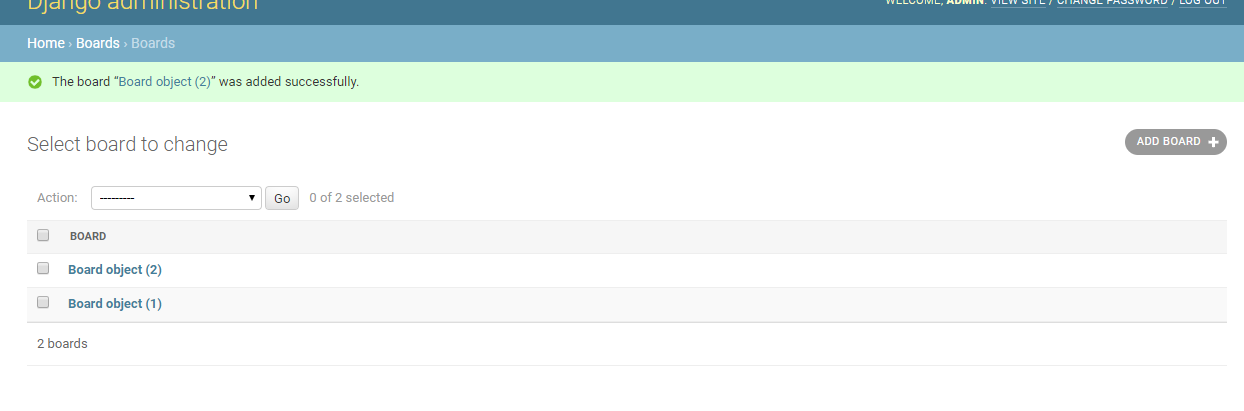 Django administration
WELCOME, ADMIN. VIEW SITE / CHANGE PASSWORD / LOG OUT
Home › Boards › Boards
The board “Board object (2)” was added successfully.
Select board to change
ADD BOARD +
Action: --------- Go 0 of 2 selected
BOARD
Board object (2)
Board object (1)
2 boards